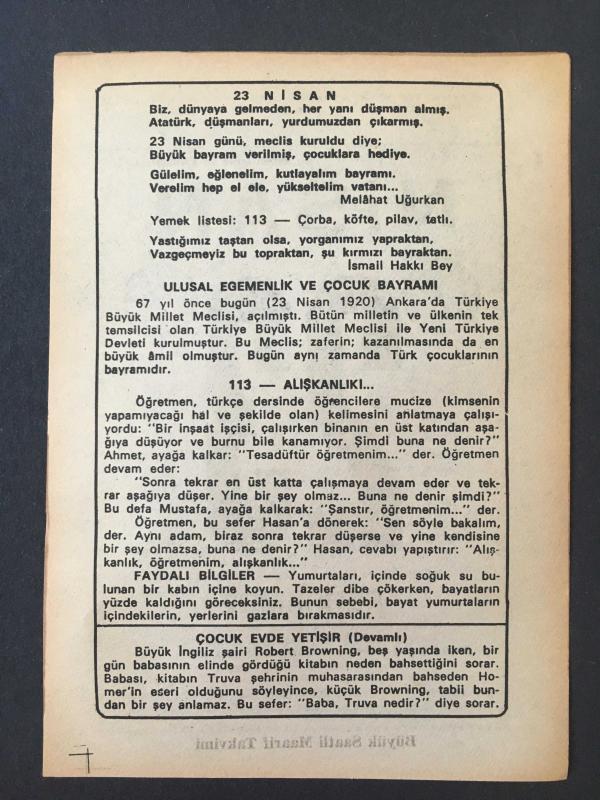 23 NİSAN
Biz, dünyaya gelmeden, her yanı düşman almış.
Atatürk, düşmanları, yurdumuzdan çıkarmış.
23 Nisan günü, meclis kuruldu diye;
Büyük bayram verilmiş, çocuklara hediye.
Gülelim, eğlenelim, kutlayalım bayramı.
Verelim hep el ele, yükseltelim vatanı...
Melâhat Uğurkan
Yemek listesi: 113 — Çorba, köfte, pilav, tatlı.
Yastığımız taştan olsa, yorganımız yapraktan,
Vazgeçmeyiz bu topraktan, şu kırmızı bayraktan.
İsmail Hakkı Bey
ULUSAL EGEMENLİK VE ÇOCUK BAYRAMI
67 yıl önce bugün (23 Nisan 1920) Ankara'da Türkiye
Büyük Millet Meclisi, açılmıştı. Bütün milletin ve ülkenin tek
temsilcisi olan Türkiye Büyük Millet Meclisi ile Yeni Türkiye
Devleti kurulmuştur. Bu Meclis; zaferin; kazanılmasında da en
büyük âmil olmuştur. Bugün aynı zamanda Türk çocuklarının
bayramıdır.
113 — ALIŞKANLIKI...
Öğretmen, türkçe dersinde öğrencilere mucize (kimsenin
yapamıyacağı hal ve şekilde olan) kelimesini anlatmaya çalışı-
yordu: "Bir inşaat işçisi, çalışırken binanın en üst katından aşa-
ğıya düşüyor ve burnu bile kanamıyor. Şimdi buna ne denir?"
Ahmet, ayağa kalkar: "Tesadüftür öğretmenim..." der. Öğretmen
devam eder:
"Sonra tekrar en üst katta çalışmaya devam eder ve tek-
rar aşağıya düşer. Yine bir şey olmaz... Buna ne denir şimdi?"
Bu defa Mustafa, ayağa kalkarak: "Şanstır, öğretmenim..." der.
Öğretmen, bu sefer Hasan'a dönerek: "Sen söyle bakalım,
der. Aynı adam, biraz sonra tekrar düşerse ve yine kendisine
bir şey olmazsa, buna ne denir?" Hasan, cevabı yapıştırır: "Alış-
kanlık, öğretmenim, alışkanlık..."
FAYDALI BİLGİLER — Yumurtaları, içinde soğuk su bu-
lunan bir kabın içine koyun. Tazeler dibe çökerken, bayatların
yüzde kaldığını göreceksiniz. Bunun sebebi, bayat yumurtaların
içindekilerin, yerlerini gazlara bırakmasıdır.
ÇOCUK EVDE YETİŞİR (Devamlı)
Büyük İngiliz şairi Robert Browning, beş yaşında iken, bir
gün babasının elinde gördüğü kitabın neden bahsettiğini sorar.
Babası, kitabın Truva şehrinin muhasarasından bahseden Ho-
mer'in eseri olduğunu söyleyince, küçük Browning, tabii bun-
dan bir şey anlamaz. Bu sefer: "Baba, Truva nedir?" diye sorar.
Büyük Saatli Maarif Takvimi